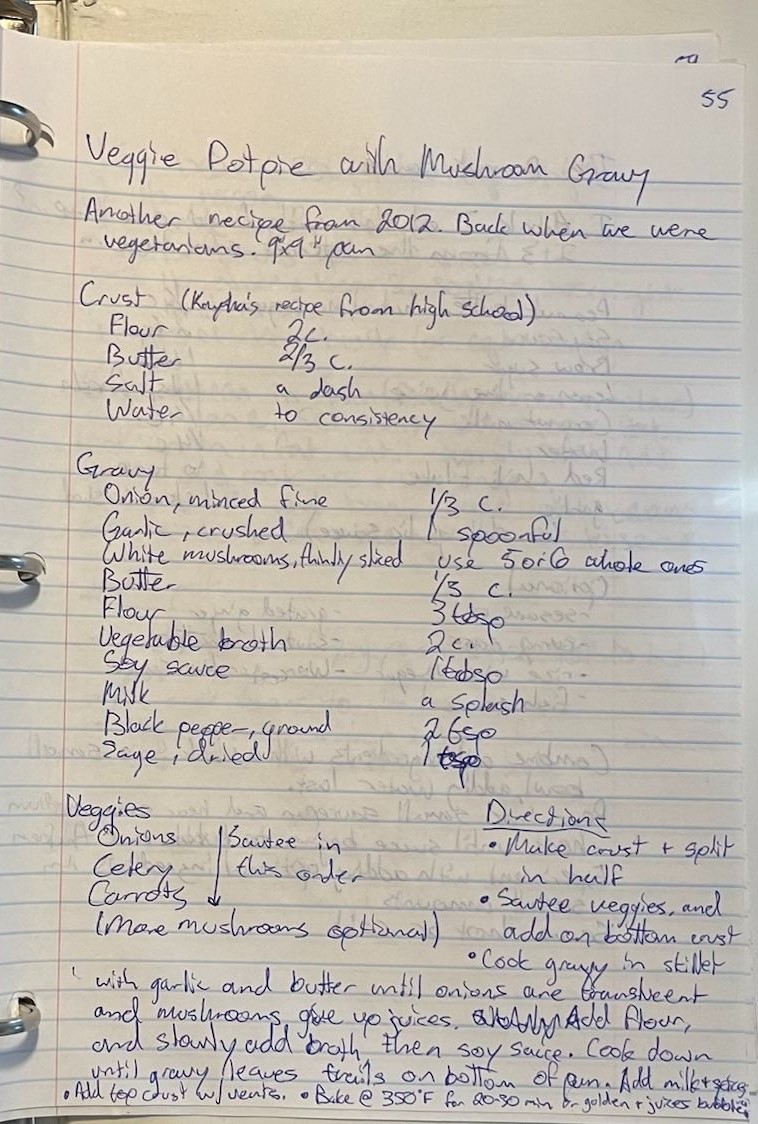 55
Veggie Potpie with Mushroom Gravy
Another recipe from 2012. Back when we were
vegetarians. 9x9" pan
Crust (Keypha's recipe from high school)
Flour 2c.
Butter 2/3 c.
Salt a dash
Water to consistency
Gravy
Onion, minced fine 1/3 c.
Garlic, crushed 1 spoonful
White mushrooms, thinly sliced use 5 or 6 whole ones
Butter 1/3 c.
Flour 3 tbsp
Vegetable broth 2c.
Soy sauce 1 tbsp
Milk a splash
Black pepper, ground 2 tsp
Sage, dried 1 tsp
Veggies
Onions
Celery
Carrots
Sautee in
this order
(More mushrooms optional)
Directions
• Make crust + split
in half
• Sautee veggies, and
add on bottom crust
• Cook gravy in skillet
with garlic and butter until onions are translucent
and mushrooms give up juices. Add flour,
and slowly add broth, then soy sauce. Cook down
until gravy leaves trails on bottom of pan. Add milk + spices.
• Add top crust w/ vents. • Bake @ 350°F for 20-30 min or golden + juices bubble